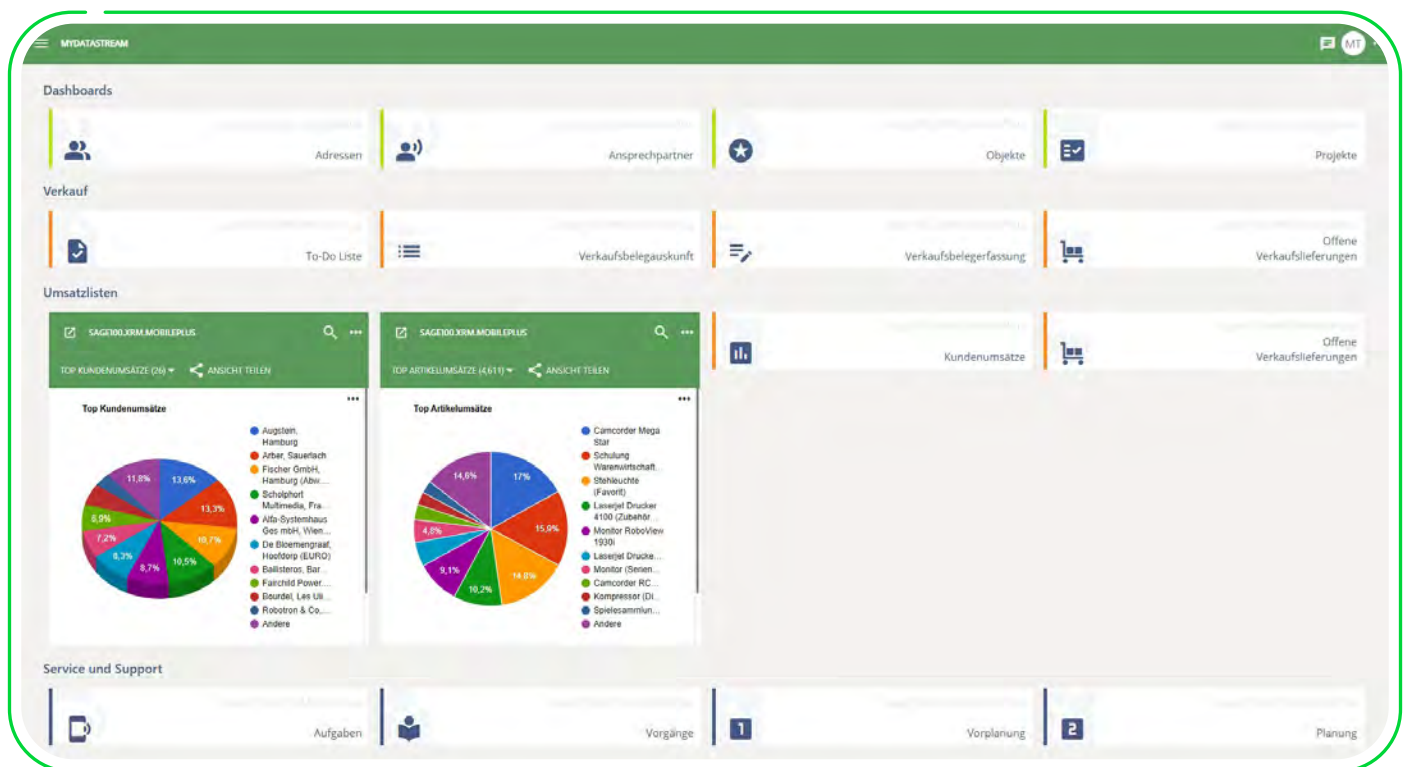 MYDATASTREAM
MT
Dashboards
Adressen
Ansprechpartner
Objekte
Projekte
Verkauf
To-Do Liste
Verkaufsbelegauskunft
Verkaufsbelegerfassung
Offene
Verkaufslieferungen
Umsatzlisten
SAGE100.XRM.MOBILEPLUS
TOP KUNDENUMSÄTZE (26)
ANSICHT TEILEN
Top Kundenumsätze
11,8%
13,6%
13,3%
10,7%
10,5%
8,7%
8,3%
7,2%
6,9%
Augstein,
Hamburg
Arber, Sauerlach
Fischer GmbH,
Hamburg (Abw...
Scholphort
Multimedia, Fra...
Alfa-Systemhaus
Ges mbH, Wien...
De Bloemengraaf,
Hoofdorp (EURO)
Ballisteros, Bar...
Fairchild Power...
Bourdel, Les Uli...
Robotron & Co,...
Andere
SAGE100.XRM.MOBILEPLUS
TOP ARTIKELUMSÄTZE (4,611)
ANSICHT TEILEN
Top Artikelumsätze
14,6%
17%
15,9%
14,8%
10,2%
9,1%
4,8%
Camcorder Mega
Star
Schulung
Warenwirtschaft...
Stehleuchte
(Favorit)
Laserjet Drucker
4100 (Zubehör...
Monitor RoboView
1930i
Laserjet Drucke...
Monitor (Serien...
Camcorder RC...
Kompressor (Di...
Spielesammlun...
Andere
Kundenumsätze
Offene
Verkaufslieferungen
Service und Support
Aufgaben
Vorgänge
1
Vorplanung
2
Planung